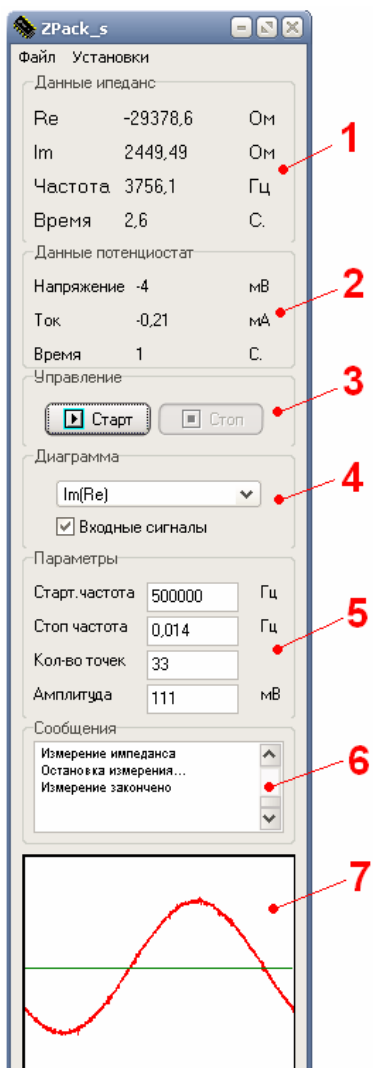 ZPack_s
Файл Установки
Данные ипеданс
Re -29378,6 Ом
Im 2449,49 Ом
Частота 3756,1 Гц
Время 2,6 С.
1
Данные потенциостат
Напряжение -4 мВ
Ток -0,21 мА
Время 1 С.
2
Управление
Старт Стоп
3
Диаграмма
Im(Re)
Входные сигналы
4
Параметры
Старт.частота 500000 Гц
Стоп частота 0,014 Гц
Кол-во точек 33
Амплитуда 111 мВ
5
Сообщения
Измерение импеданса
Остановка измерения...
Измерение закончено
6
7